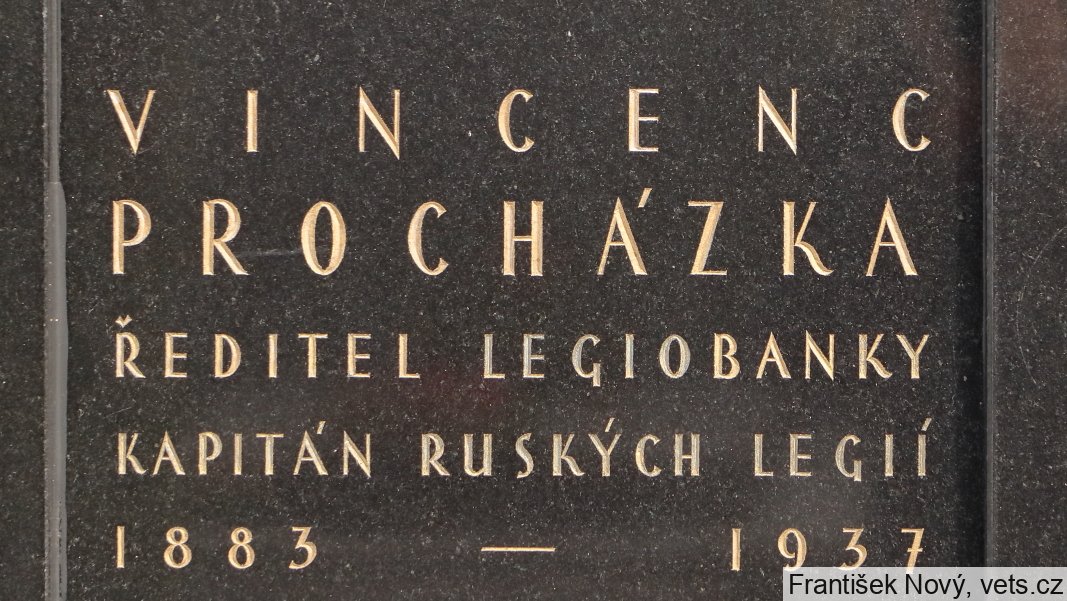 VINCENC
PROCHÁZKA
ŘEDITEL LEGIOBANKY
KAPITÁN RUSKÝCH LEGIÍ
1883 — 1937
František Nový, vets.cz